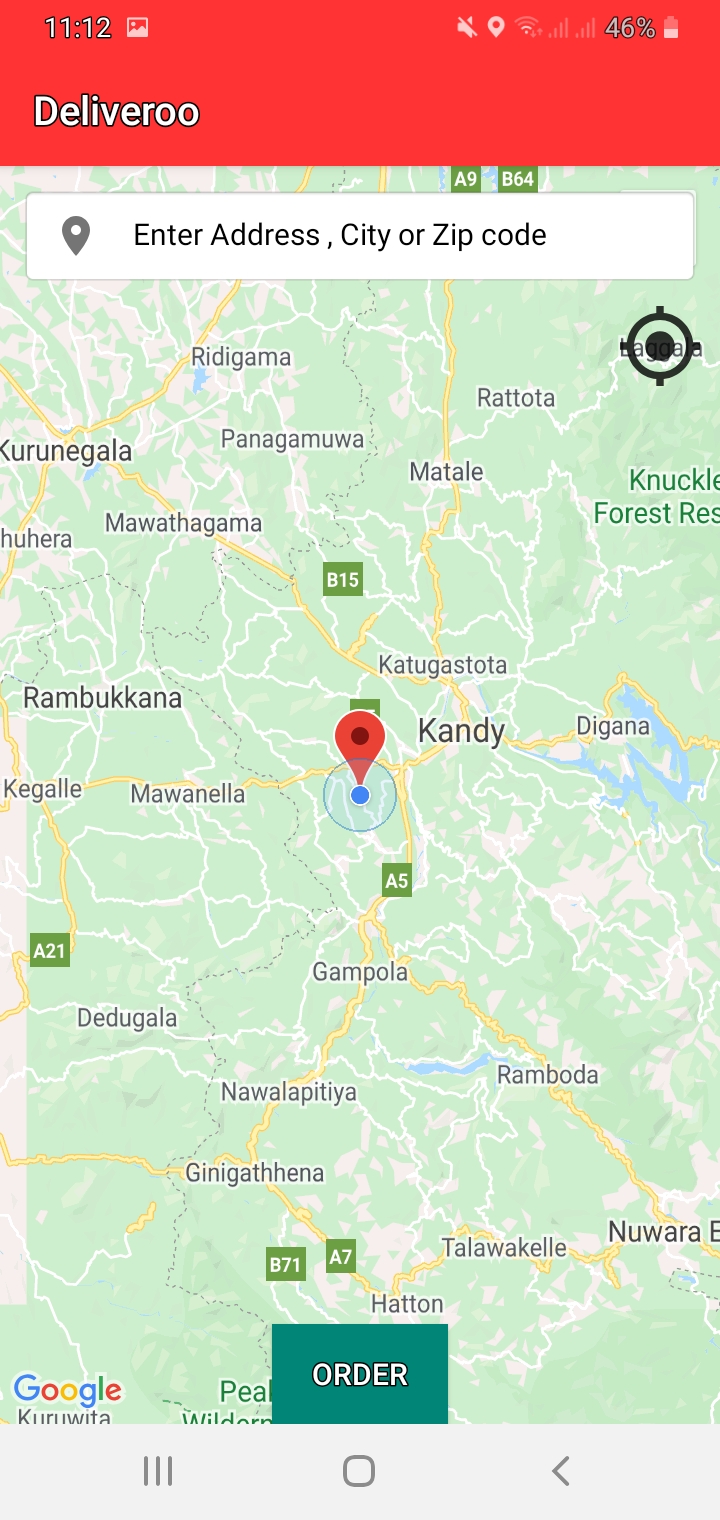 11:12
46%
Deliveroo
A9
B64
Enter Address , City or Zip code
Laggala
Ridigama
Rattota
Panagamuwa
Kurunegala
Matale
Knuckle
Forest Res
Mawathagama
huhera
B15
Katugastota
Rambukkana
Kandy
Digana
Kegalle
Mawanella
A5
A21
Gampola
Dedugala
Ramboda
Nawalapitiya
Ginigathhena
Nuwara E
Talawakelle
A7
B71
Hatton
ORDER
Google
Peak
Kuruwita
Wildern